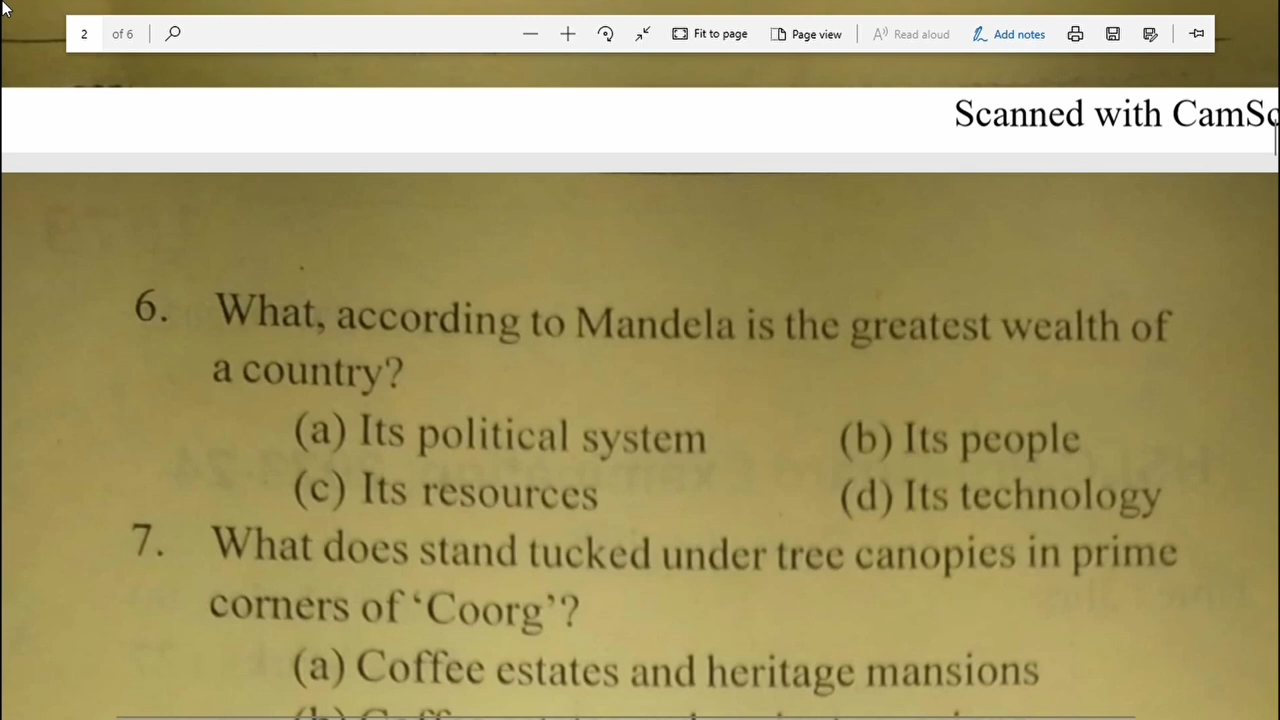 2 of 6 Fit to page Page view Read aloud Add notes
Scanned with CamSc
6. What, according to Mandela is the greatest wealth of
a country?
(a) Its political system (b) Its people
(c) Its resources (d) Its technology
7. What does stand tucked under tree canopies in prime
corners of ‘Coorg’?
(a) Coffee estates and heritage mansions